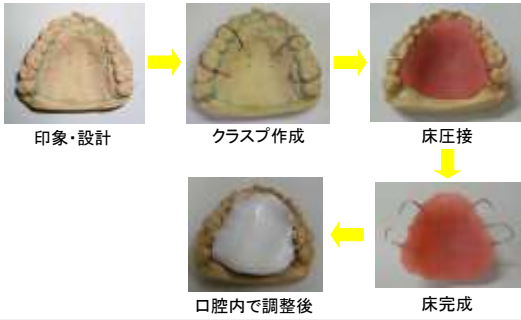 印象・設計
クラスプ作成
床圧接
床完成
口腔内で調整後